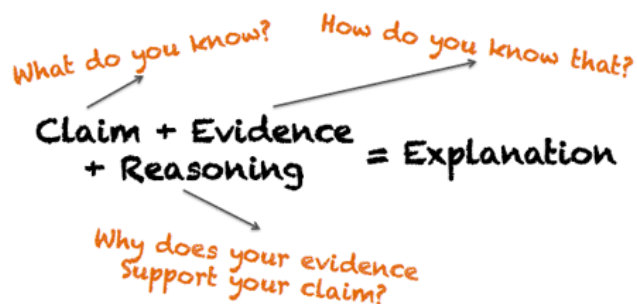 What do you know?
How do you know that?
Claim + Evidence
+ Reasoning
= Explanation
Why does your evidence
Support your claim?